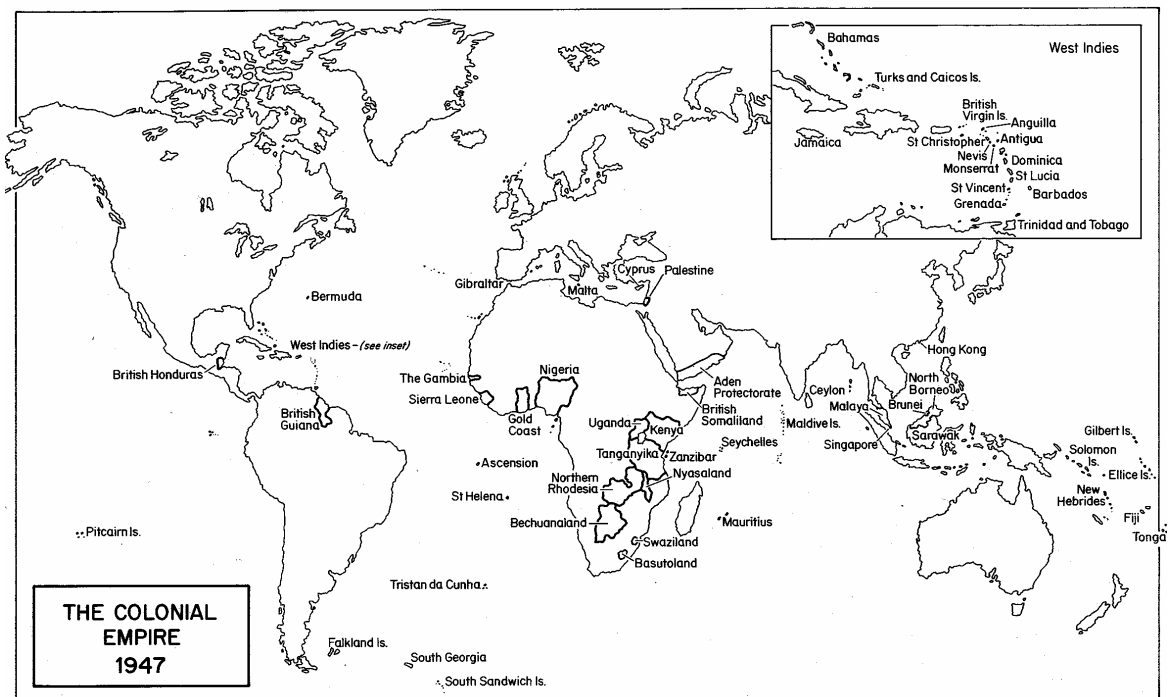 West Indies
Bahamas
Turks and Caicos Is.
British
Virgin Is.
Anguilla
Jamaica
St Christopher
Antigua
Nevis
Monserrat
Dominica
St Lucia
St Vincent
Barbados
Grenada
Trinidad and Tobago
Gibraltar
Malta
Cyprus
Palestine
Bermuda
West Indies – (see inset)
British Honduras
British
Guiana
The Gambia
Sierra Leone
Gold
Coast
Nigeria
Aden
Protectorate
British
Somaliland
Uganda
Kenya
Tanganyika
Zanzibar
Seychelles
Northern
Rhodesia
Nyasaland
Bechuanaland
Swaziland
Basutoland
Mauritius
Ascension
St Helena
Tristan da Cunha
Maldive Is.
Ceylon
Hong Kong
North
Borneo
Brunei
Malaya
Singapore
Sarawak
Gilbert Is.
Solomon
Is.
Ellice Is.
New
Hebrides
Fiji
Tonga
Pitcairn Is.
Falkland Is.
South Georgia
South Sandwich Is.
THE COLONIAL
EMPIRE
1947